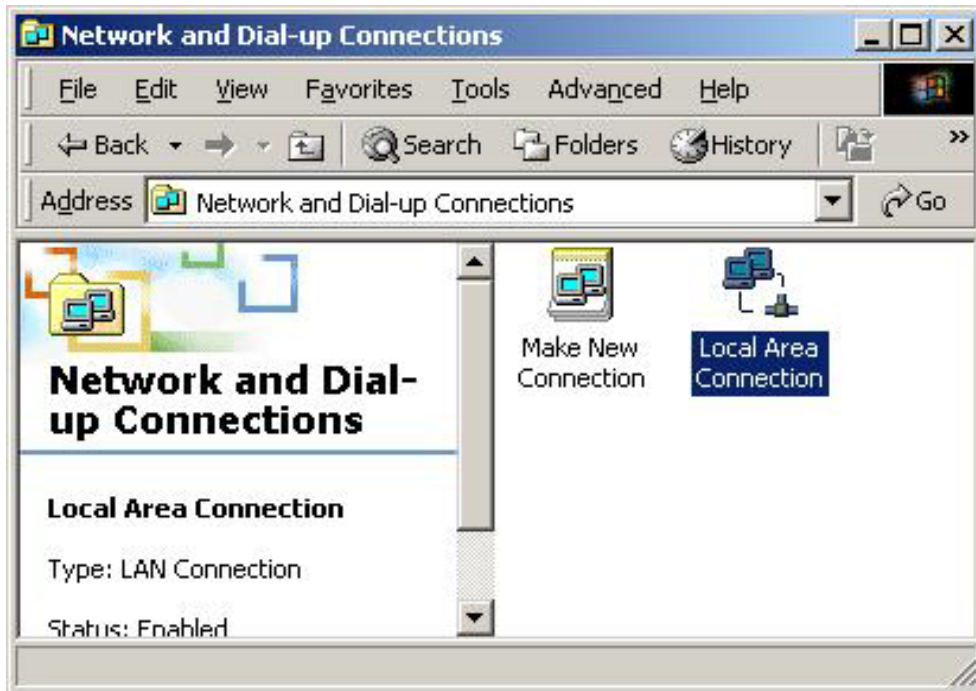 Network and Dial-up Connections
File Edit View Favorites Tools Advanced Help
Back Search Folders History »
Address Network and Dial-up Connections Go
Network and Dial-
up Connections
Local Area Connection
Type: LAN Connection
Status: Enabled
Make New
Connection
Local Area
Connection